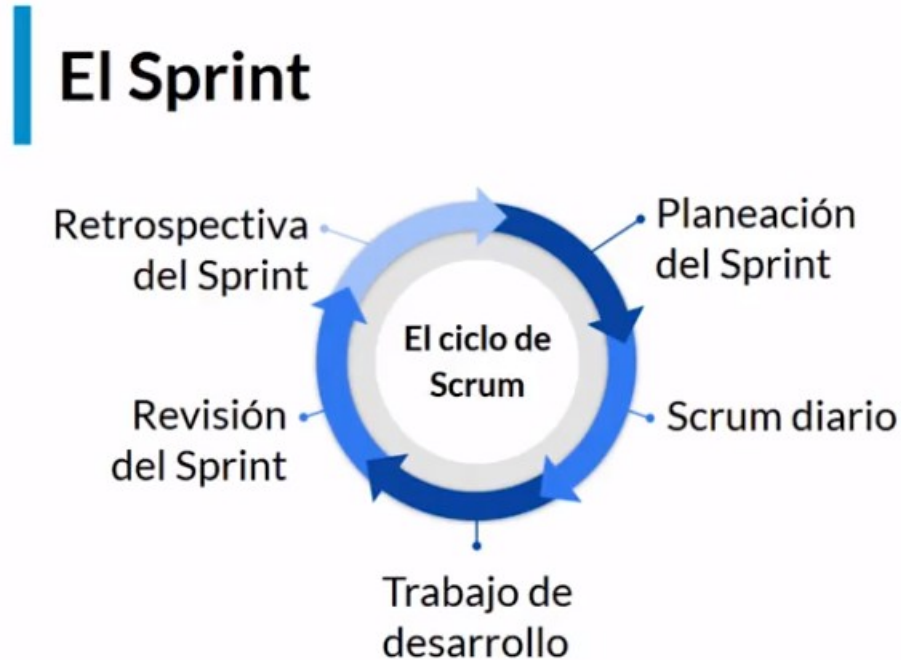 El Sprint
Retrospectiva
del Sprint
Planeación
del Sprint
El ciclo de
Scrum
Revisión
del Sprint
Scrum diario
Trabajo de
desarrollo